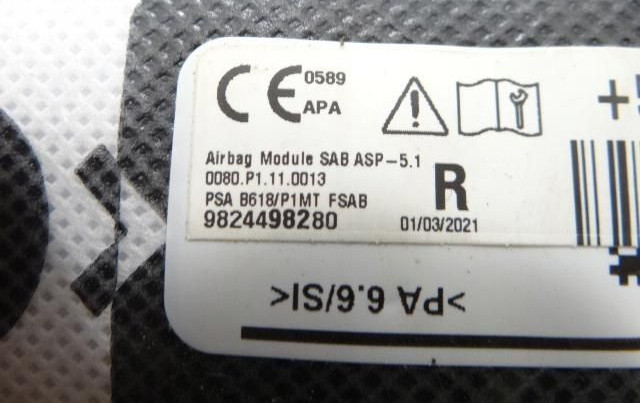 CE 0589
APA
Airbag Module SAB ASP-5.1
0080.P1.11.0013
PSA B618/P1MT FSAB
9824498280
R
01/03/2021
>PA 6.6/SI<